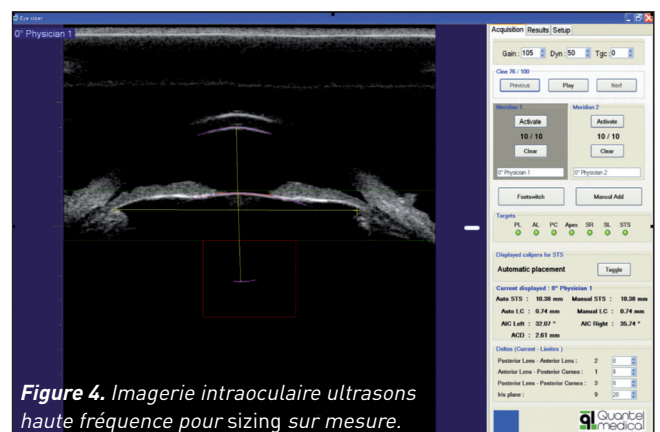 Eye sizer
0° Physician 1
Acquisition Results Setup
Gain : 105 Dyn : 50 Tgc : 0
Cine 76 / 100
Previous Play Next
Meridian 1 Meridian 2
Activate Activate
10 / 10 10 / 10
Clear Clear
0° Physician 1 0° Physician 2
Footswitch Manual Add
Targets
PL AL PC Apex SR SL STS
Displayed calipers for STS
Automatic placement Toggle
Current displayed : 0° Physician 1
Auto STS : 10.38 mm Manual STS : 10.38 mm
Auto LC : 0.74 mm Manual LC : 0.74 mm
AIC Left : 32.07 ° AIC Right : 35.74 °
ACD : 2.61 mm
Deltas (Current - Limites )
Posterior Lens - Anterior Lens : 2 8
Anterior Lens - Posterior Cornea : 1 8
Posterior Lens - Posterior Cornea : 3 8
Iris plane : 9 20
Quantel
medical
Figure 4. Imagerie intraoculaire ultrasons
haute fréquence pour sizing sur mesure.